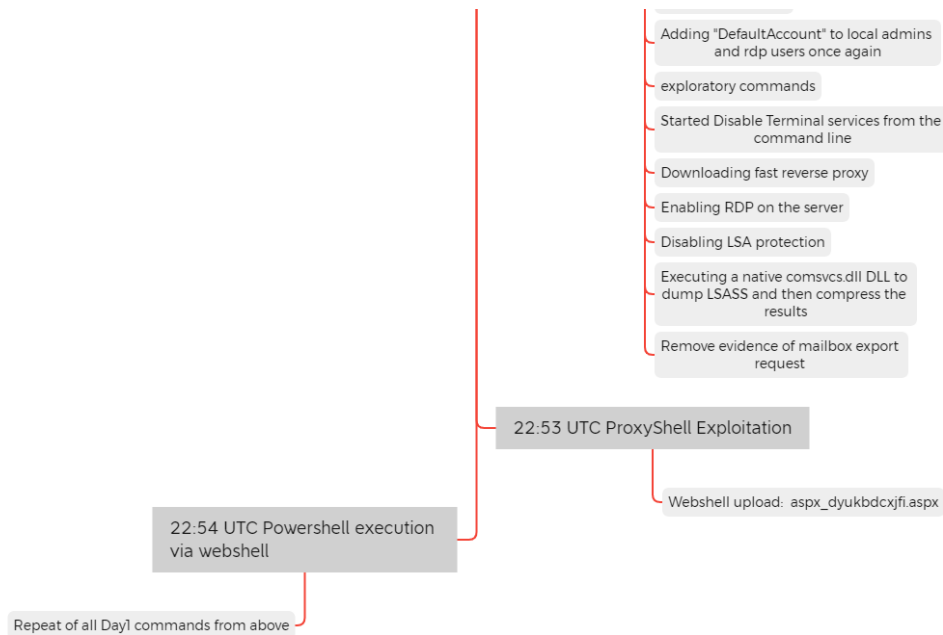 Adding "DefaultAccount" to local admins
and rdp users once again
exploratory commands
Started Disable Terminal services from the
command line
Downloading fast reverse proxy
Enabling RDP on the server
Disabling LSA protection
Executing a native comsvcs.dll DLL to
dump LSASS and then compress the
results
Remove evidence of mailbox export
request
22:53 UTC ProxyShell Exploitation
Webshell upload: aspx_dyukbdcxjfi.aspx
22:54 UTC Powershell execution
via webshell
Repeat of all Day1 commands from above